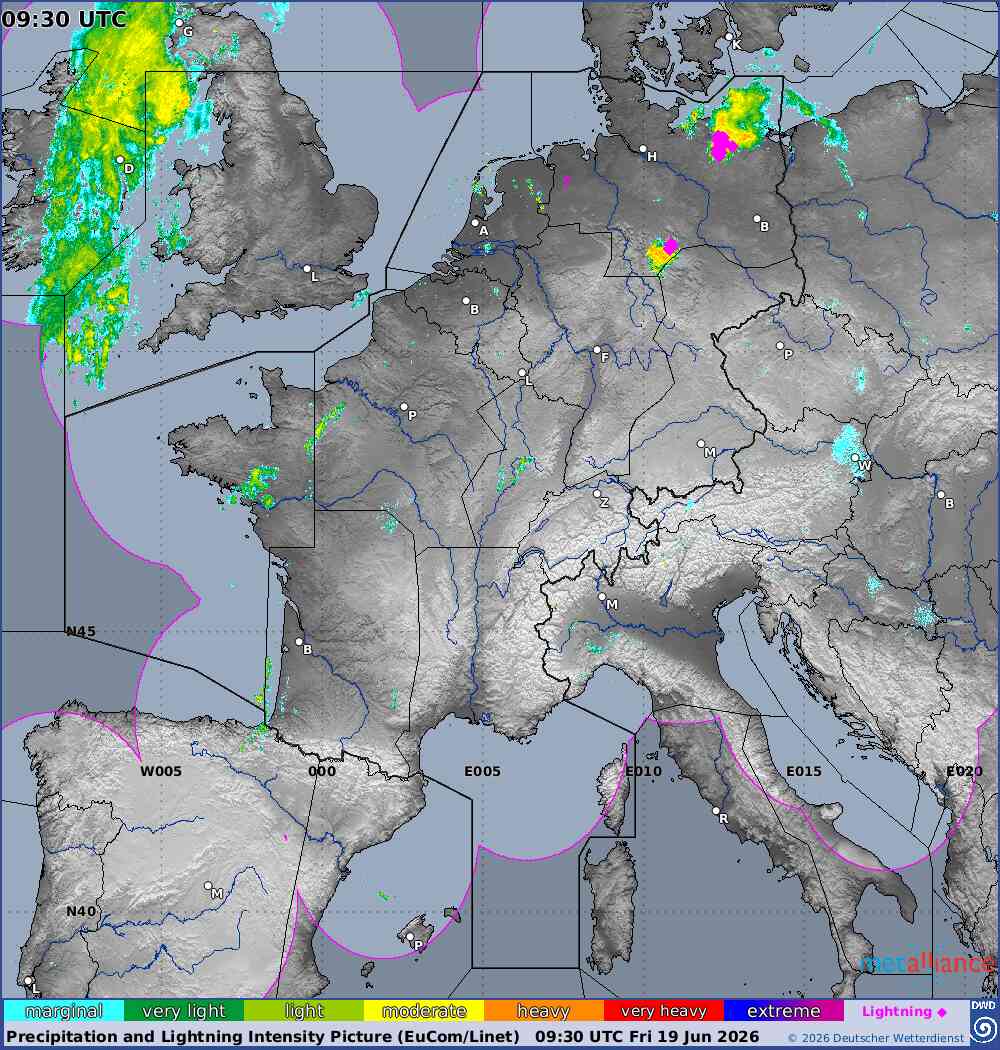 09:30 UTC
G
K
D
H
A
B
L
B
F
P
L
P
M
W
Z
B
M
N45
B
W005
000
E005
E010
E015
E020
R
M
N40
P
L
metalliance
marginal
very light
light
moderate
heavy
very heavy
extreme
Lightning ◆
DWD
Precipitation and Lightning Intensity Picture (EuCom/Linet) 09:30 UTC Fri 19 Jun 2026
© 2026 Deutscher Wetterdienst